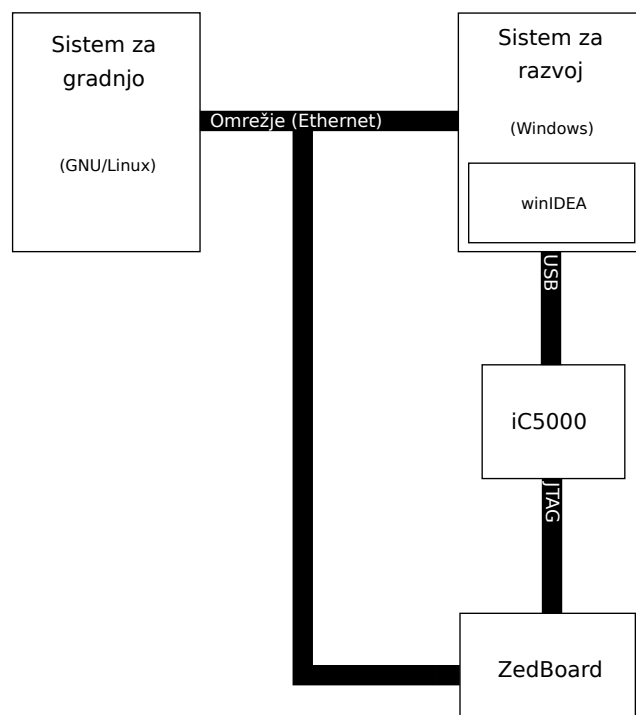 Sistem za
gradnjo
(GNU/Linux)
Omrežje (Ethernet)
Sistem za
razvoj
(Windows)
winIDEA
USB
iC5000
JTAG
ZedBoard